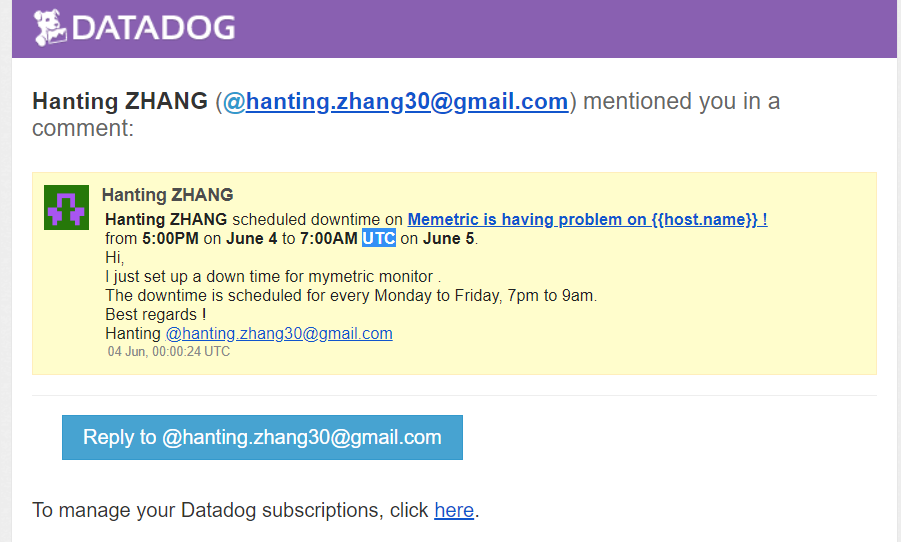 DATADOG
Hanting ZHANG (@hanting.zhang30@gmail.com) mentioned you in a
comment:
Hanting ZHANG
Hanting ZHANG scheduled downtime on Memetric is having problem on {{host.name}} !
from 5:00PM on June 4 to 7:00AM UTC on June 5.
Hi,
I just set up a down time for mymetric monitor .
The downtime is scheduled for every Monday to Friday, 7pm to 9am.
Best regards !
Hanting @hanting.zhang30@gmail.com
04 Jun, 00:00:24 UTC
Reply to @hanting.zhang30@gmail.com
To manage your Datadog subscriptions, click here.